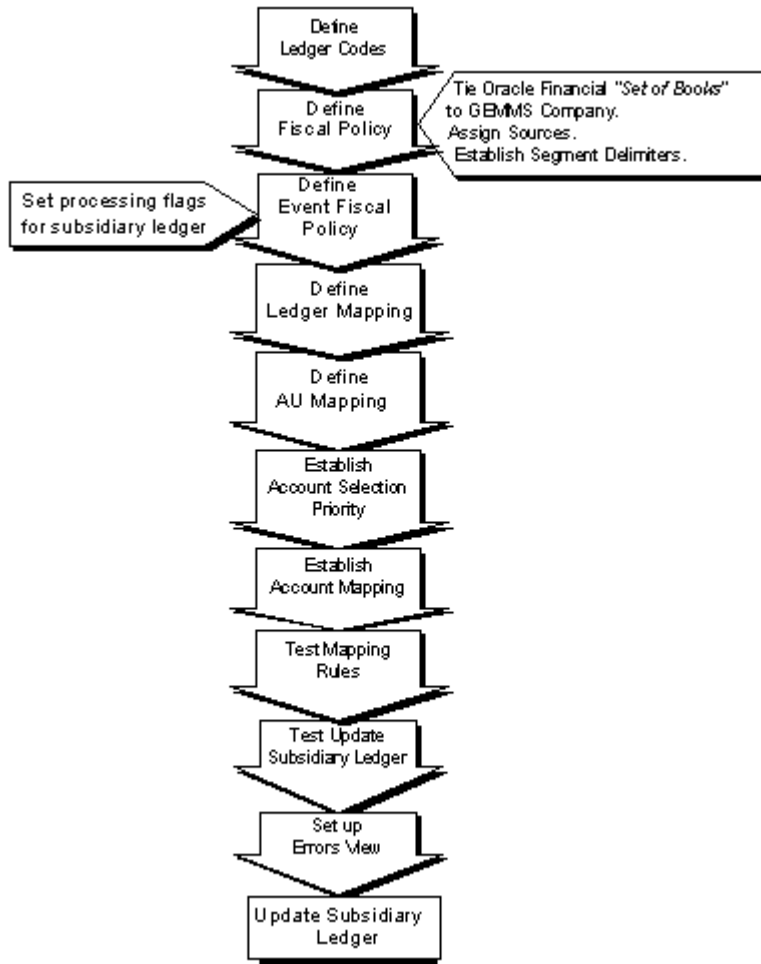 Define
Ledger Codes
Define
Fiscal Policy
Tie Oracle Financial "Set of Books"
to GEMMS Company.
Assign Sources.
Establish Segment Delimiters.
Define
Event Fiscal
Policy
Set processing flags
for subsidiary ledger
Define
Ledger Mapping
Define
AU Mapping
Establish
Account Selection
Priority
Establish
Account Mapping
Test Mapping
Rules
Test Update
Subsidiary Ledger
Set up
Errors View
Update Subsidiary
Ledger